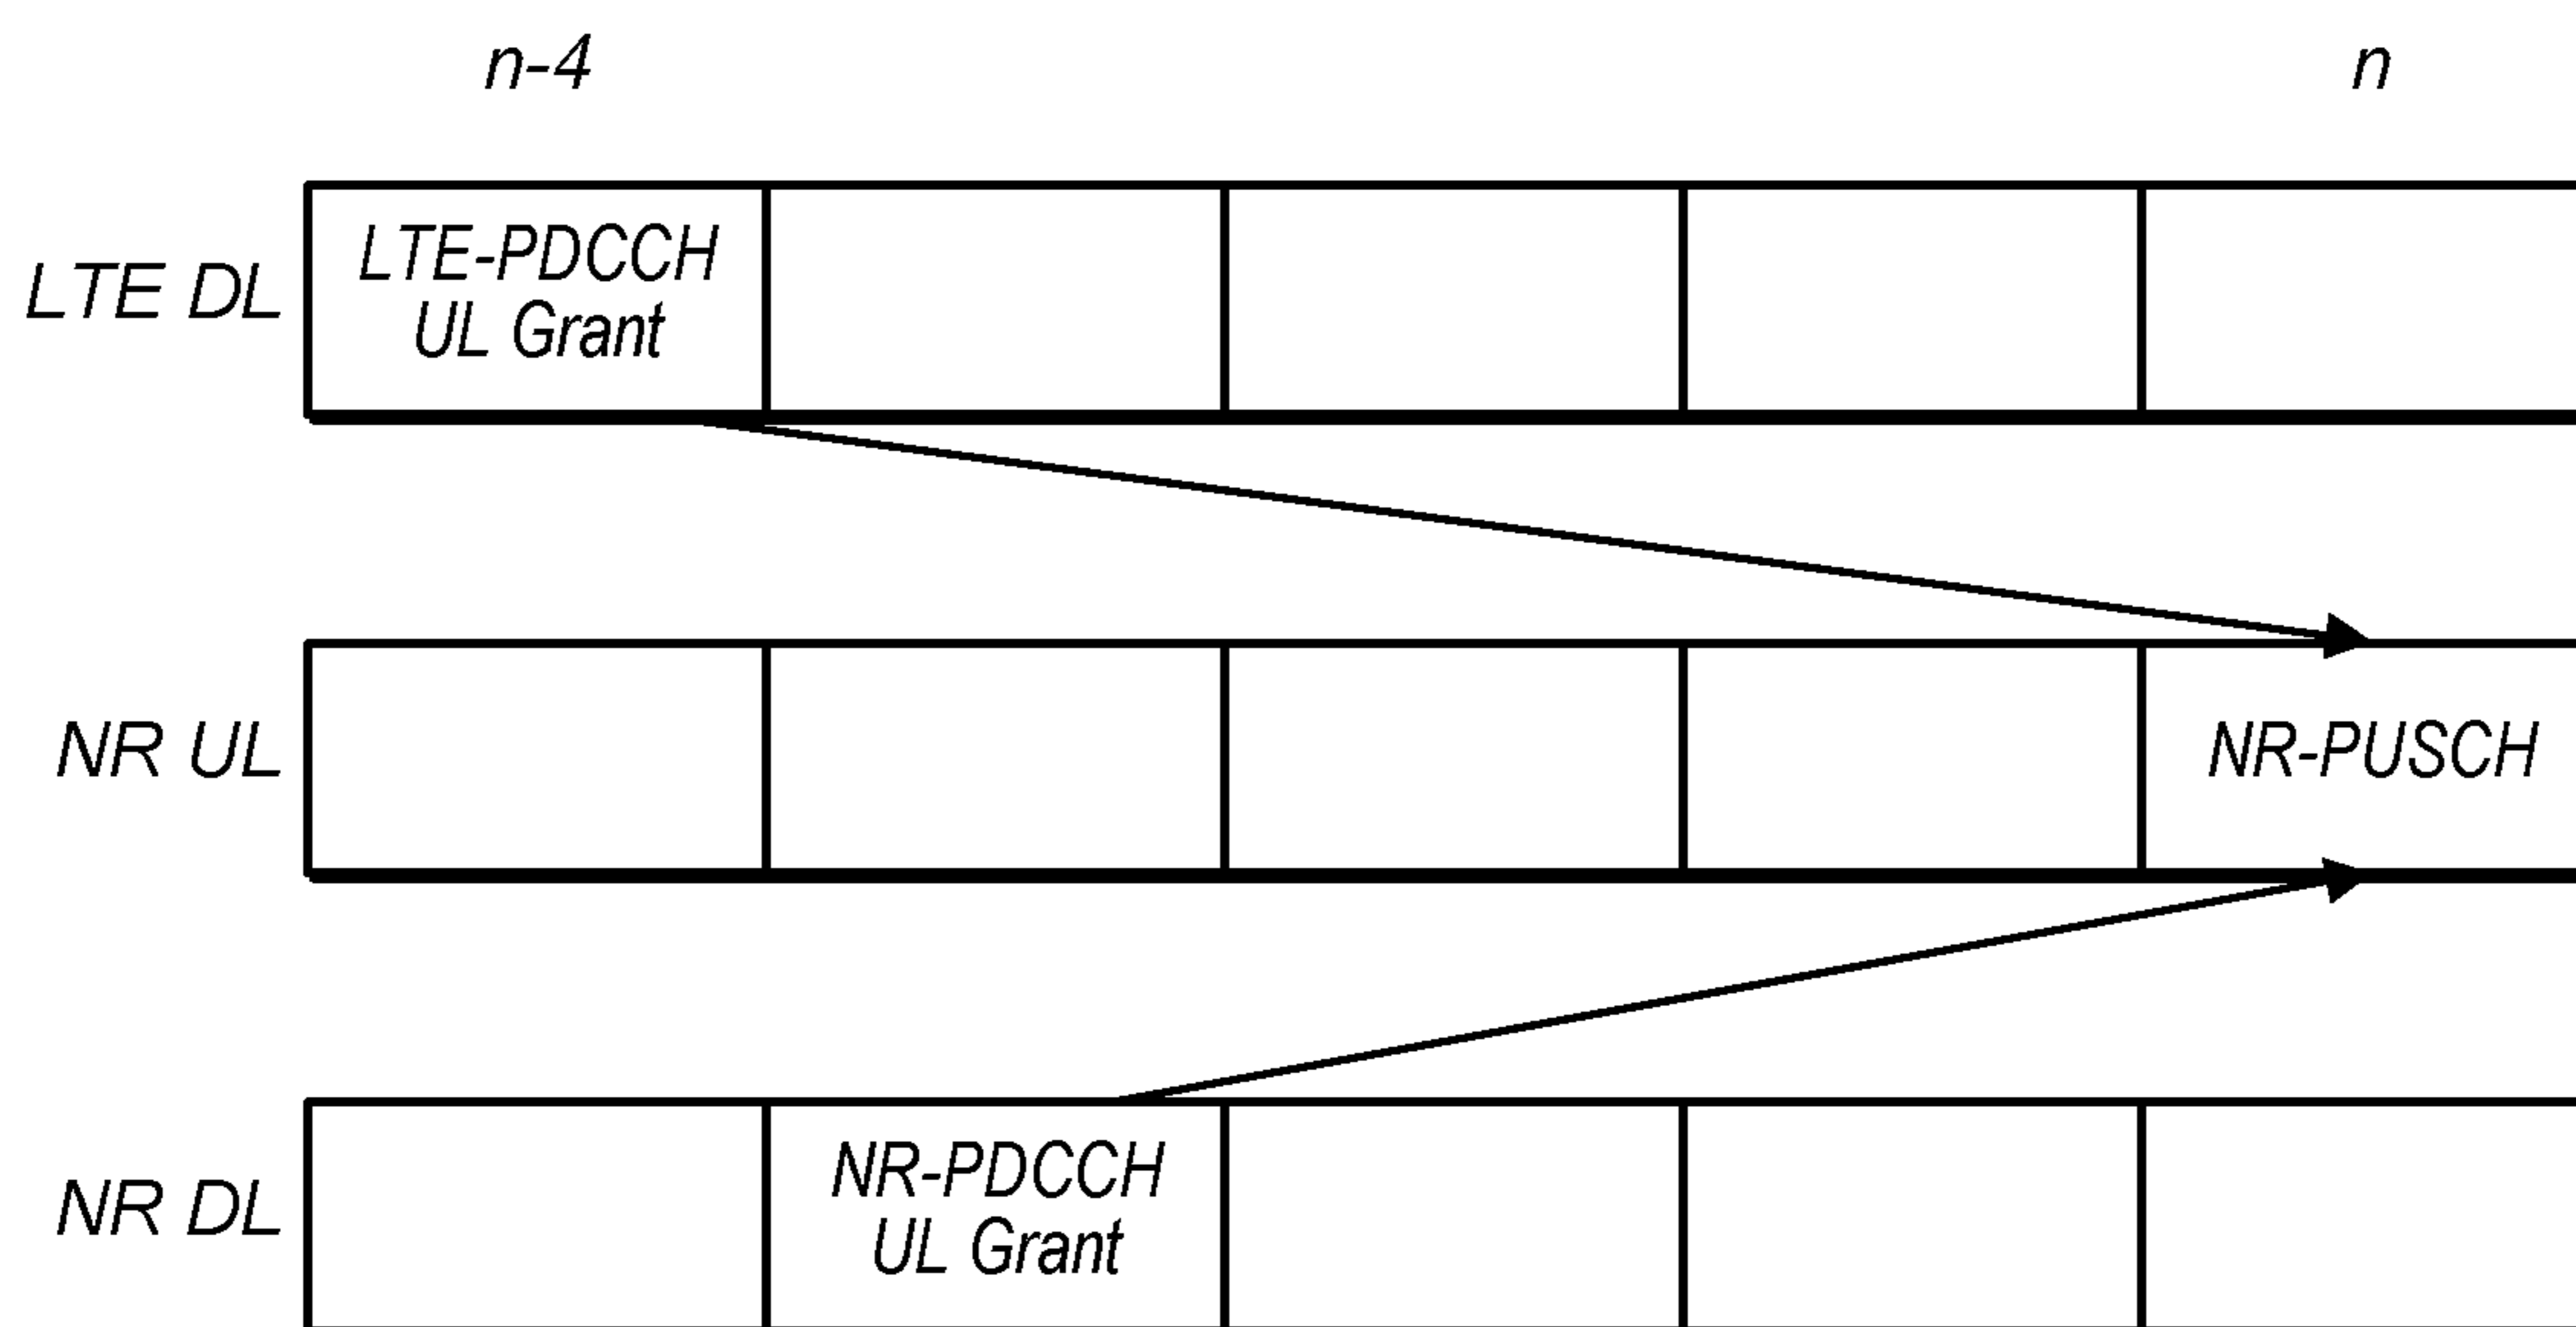 n-4
n
LTE DL
LTE-PDCCH
UL Grant
NR UL
NR-PUSCH
NR DL
NR-PDCCH
UL Grant